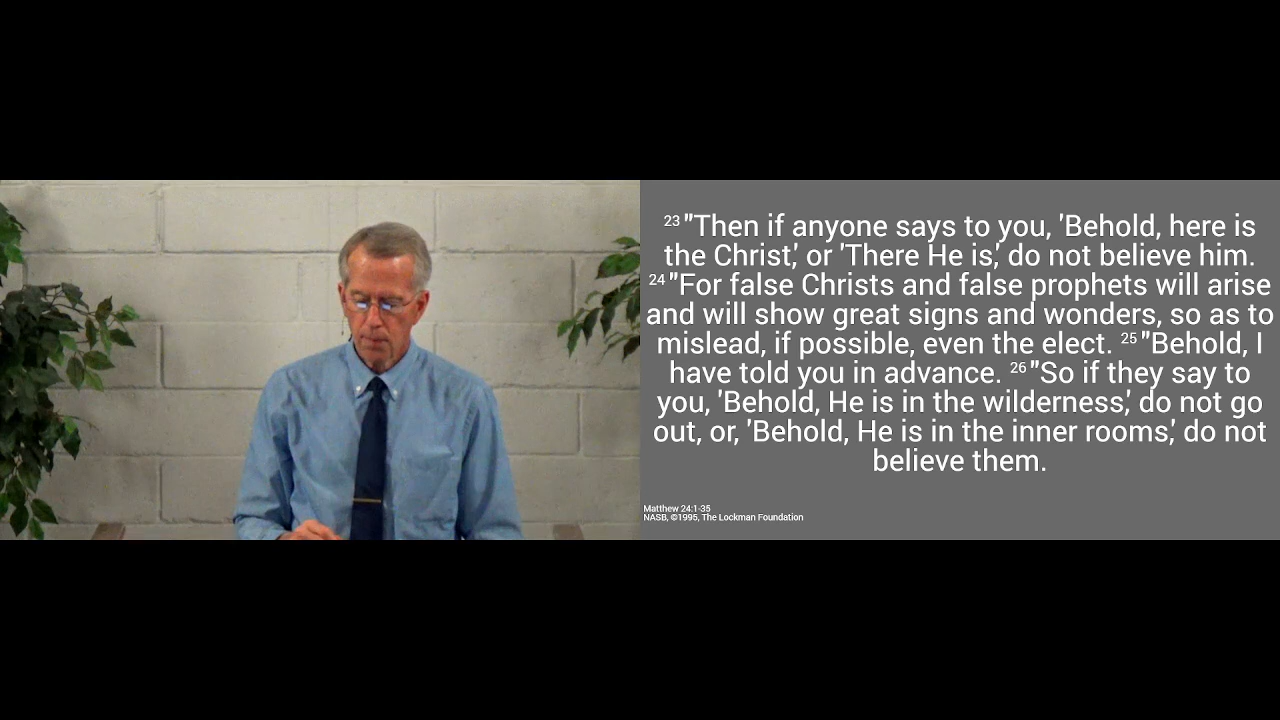 23 "Then if anyone says to you, 'Behold, here is
the Christ,' or 'There He is,' do not believe him.
24 "For false Christs and false prophets will arise
and will show great signs and wonders, so as to
mislead, if possible, even the elect. 25 "Behold, I
have told you in advance. 26 "So if they say to
you, 'Behold, He is in the wilderness,' do not go
out, or, 'Behold, He is in the inner rooms,' do not
believe them.
Matthew 24:1-35
NASB, ©1995, The Lockman Foundation